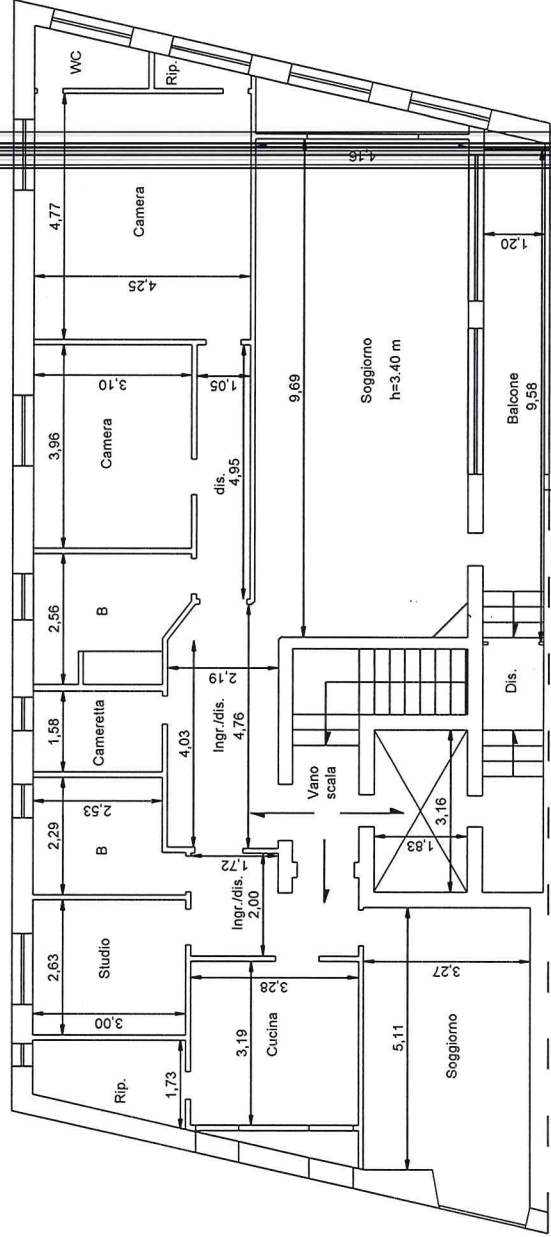 WC
Rip.
4,77
Camera
4,25
4,16
1,20
3,96
3,10
Camera
1,05
9,69
Soggiorno
h=3.40 m
Balcone
9,58
dis.
4,95
2,56
B
1,58
Cameretta
4,03
2,19
Ingr./dis.
4,76
Dis.
2,29
2,53
B
1,72
Vano
scala
3,16
1,83
2,63
Studio
3,00
Ingr./dis.
2,00
3,28
3,19
Cucina
3,27
5,11
Soggiorno
Rip.
1,73